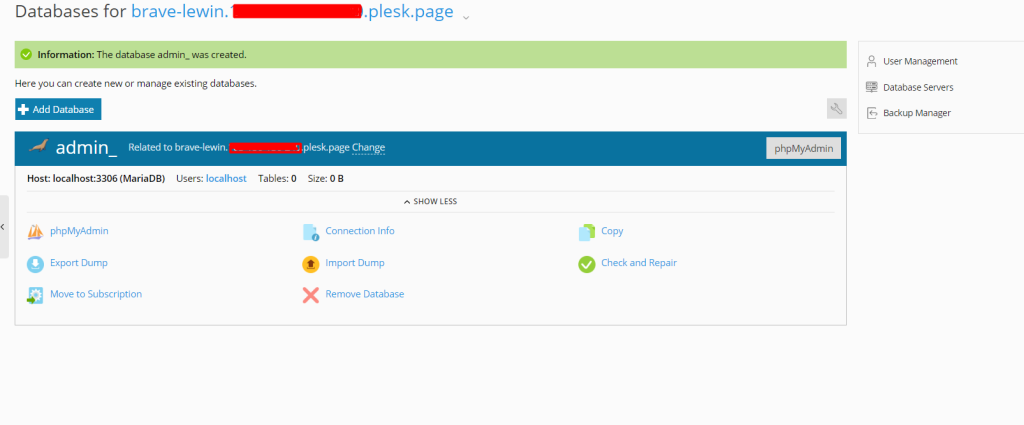 Databases for brave-lewin. .plesk.page
Information: The database admin_ was created.
Here you can create new or manage existing databases.
Add Database
admin_ Related to brave-lewin. .plesk.page Change
phpMyAdmin
Host: localhost:3306 (MariaDB) Users: localhost Tables: 0 Size: 0 B
SHOW LESS
phpMyAdmin Connection Info Copy
Export Dump Import Dump Check and Repair
Move to Subscription Remove Database
User Management
Database Servers
Backup Manager